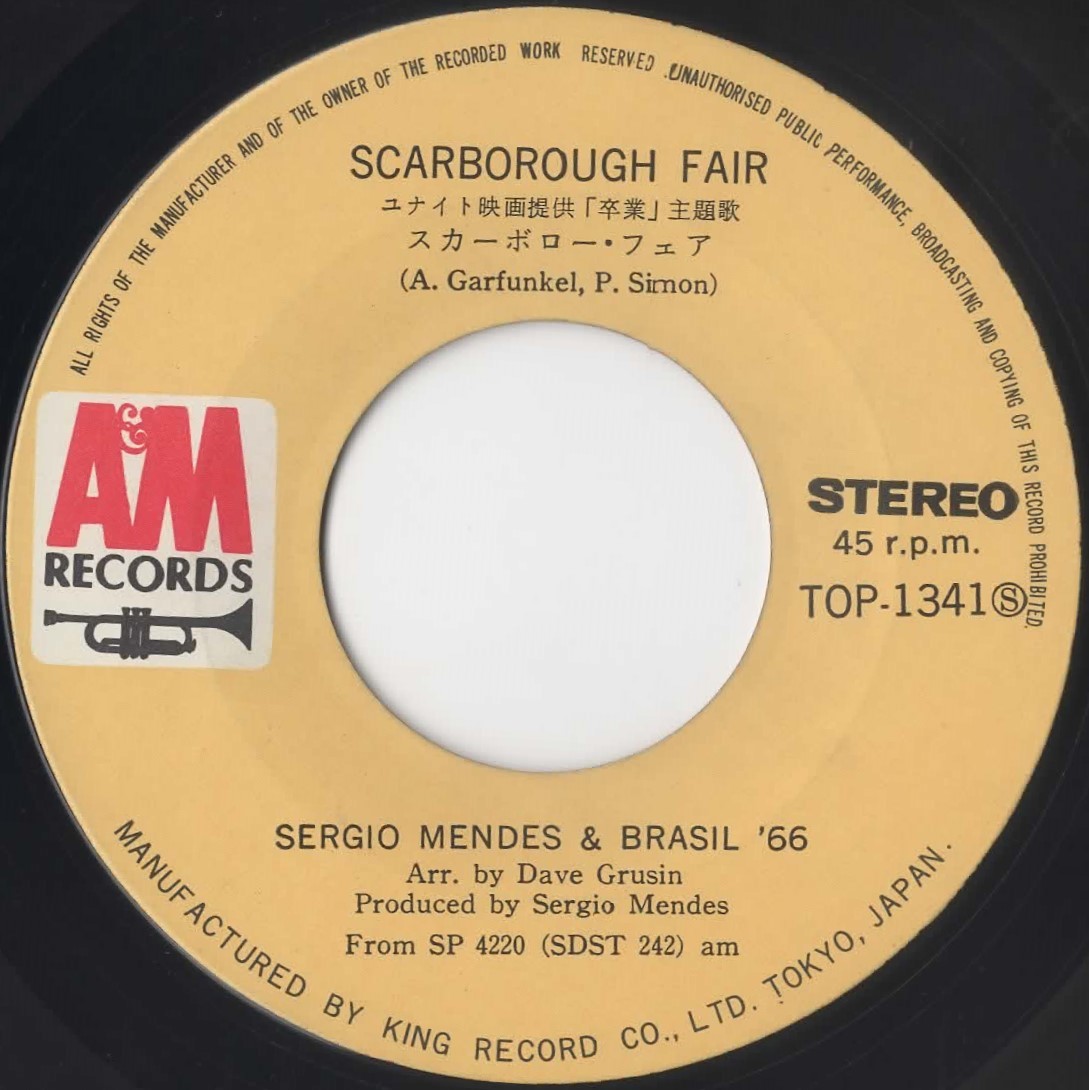 ALL RIGHTS OF THE MANUFACTURER AND OF THE OWNER OF THE RECORDED WORK RESERVED .UNAUTHORISED PUBLIC PERFORMANCE, BROADCASTING AND COPYING OF THIS RECORD PROHIBITED.
SCARBOROUGH FAIR
ユナイト映画提供「卒業」主題歌
スカーボロー・フェア
(A. Garfunkel, P. Simon)
A&M
RECORDS
STEREO
45 r.p.m.
TOP-1341Ⓢ
SERGIO MENDES & BRASIL '66
Arr. by Dave Grusin
Produced by Sergio Mendes
From SP 4220 (SDST 242) am
MANUFACTURED BY KING RECORD CO., LTD. TOKYO, JAPAN.